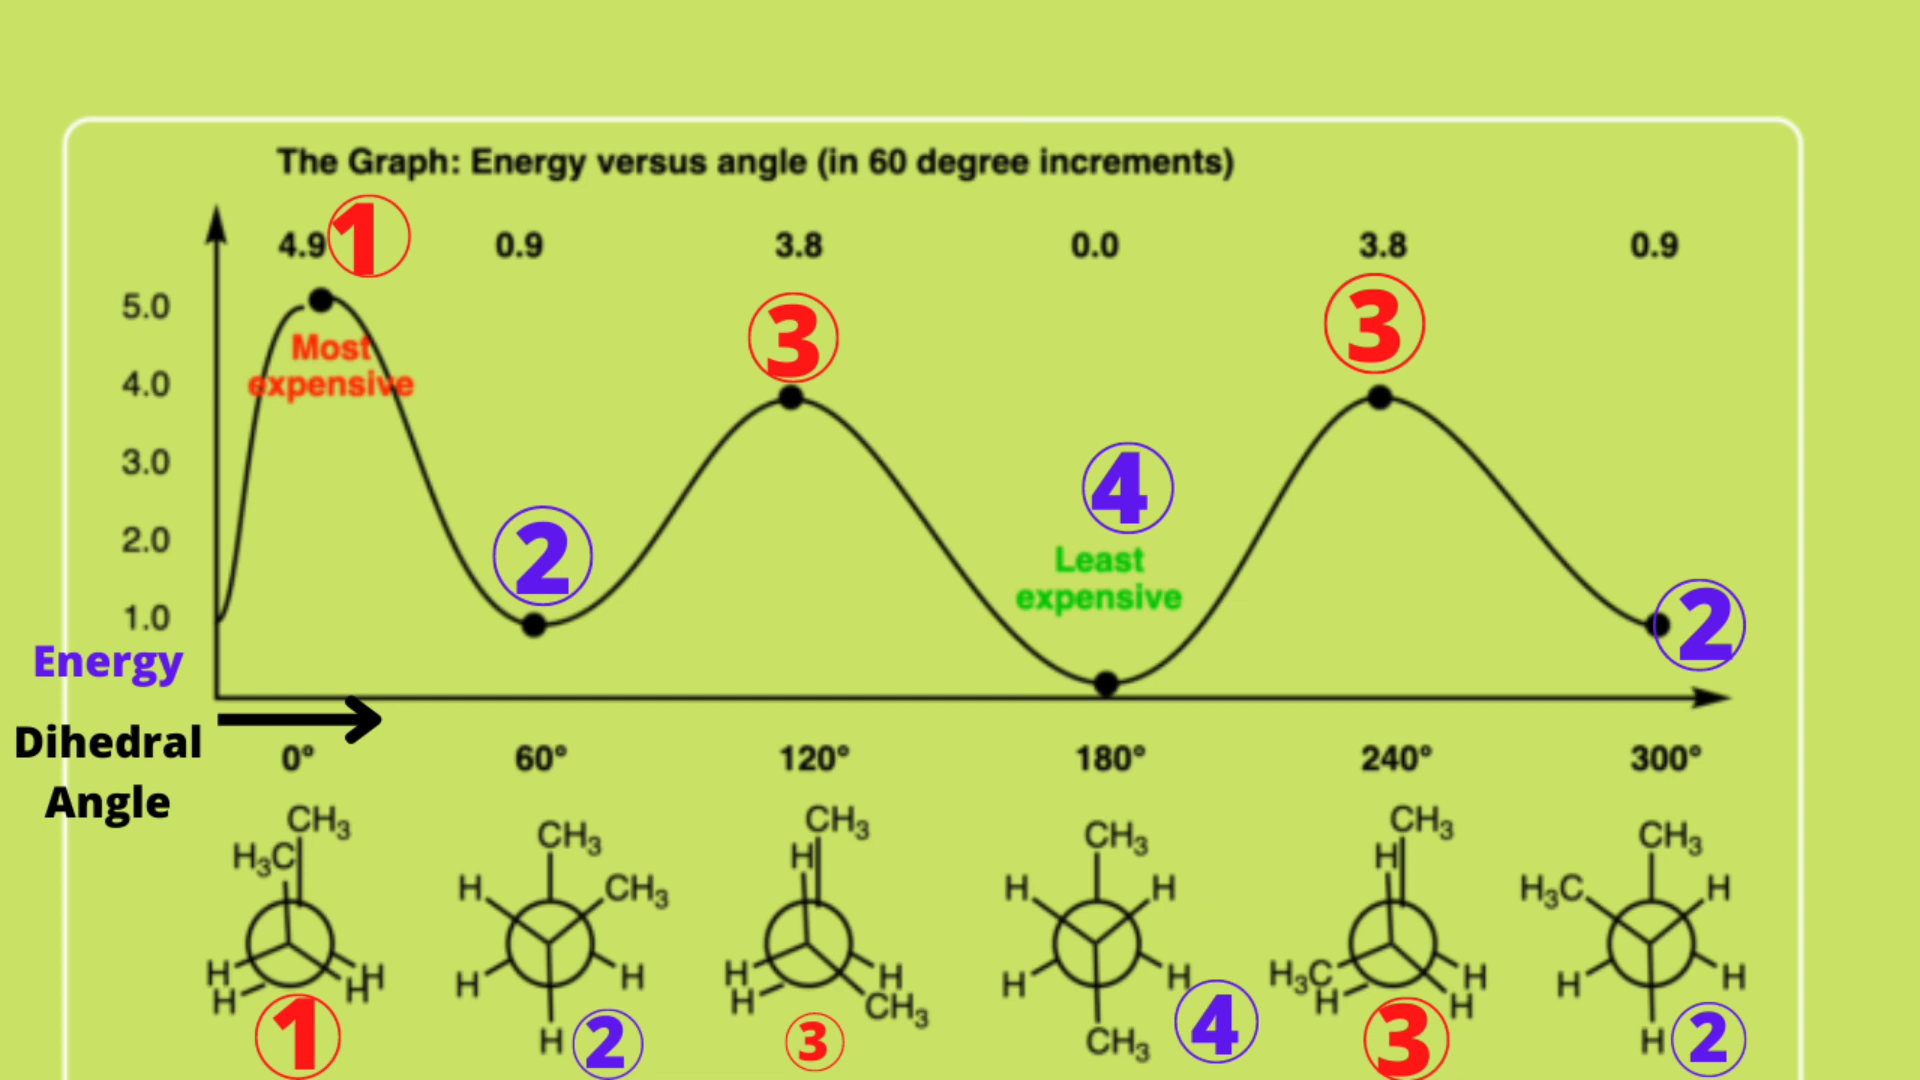 The Graph: Energy versus angle (in 60 degree increments)
4.9 1 0.9 3.8 0.0 3.8 0.9
5.0
4.0
3.0
2.0
1.0
Most
expensive
2
3
4
Least
expensive
3
2
Energy
Dihedral
Angle
0° 60° 120° 180° 240° 300°
CH₃
H₃C
H H
H H
1
CH₃
H CH₃
H H
H 2
CH₃
H
H H
H CH₃
3
CH₃
H H
H H
CH₃ 4
CH₃
H
H₃C H
H H
3
CH₃
H₃C H
H H
H 2